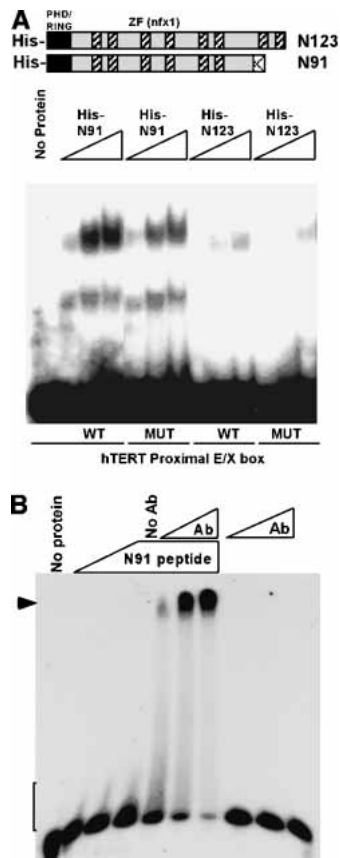 A
PHD/
RING
ZF (nfx1)
His-
N123
His-
N91
No Protein
His-
N91
His-
N91
His-
N123
His-
N123
WT
MUT
WT
MUT
hTERT Proximal E/X box
B
No protein
No Ab
Ab
Ab
N91 peptide